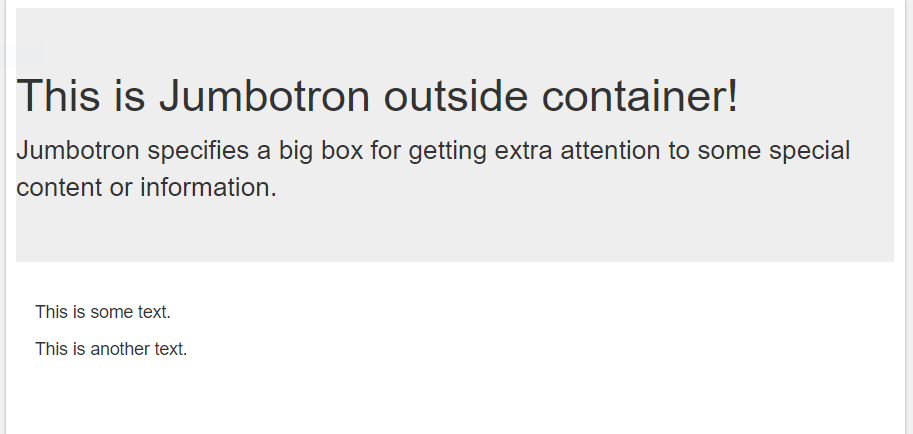 This is Jumbotron outside container!
Jumbotron specifies a big box for getting extra attention to some special
content or information.
This is some text.
This is another text.